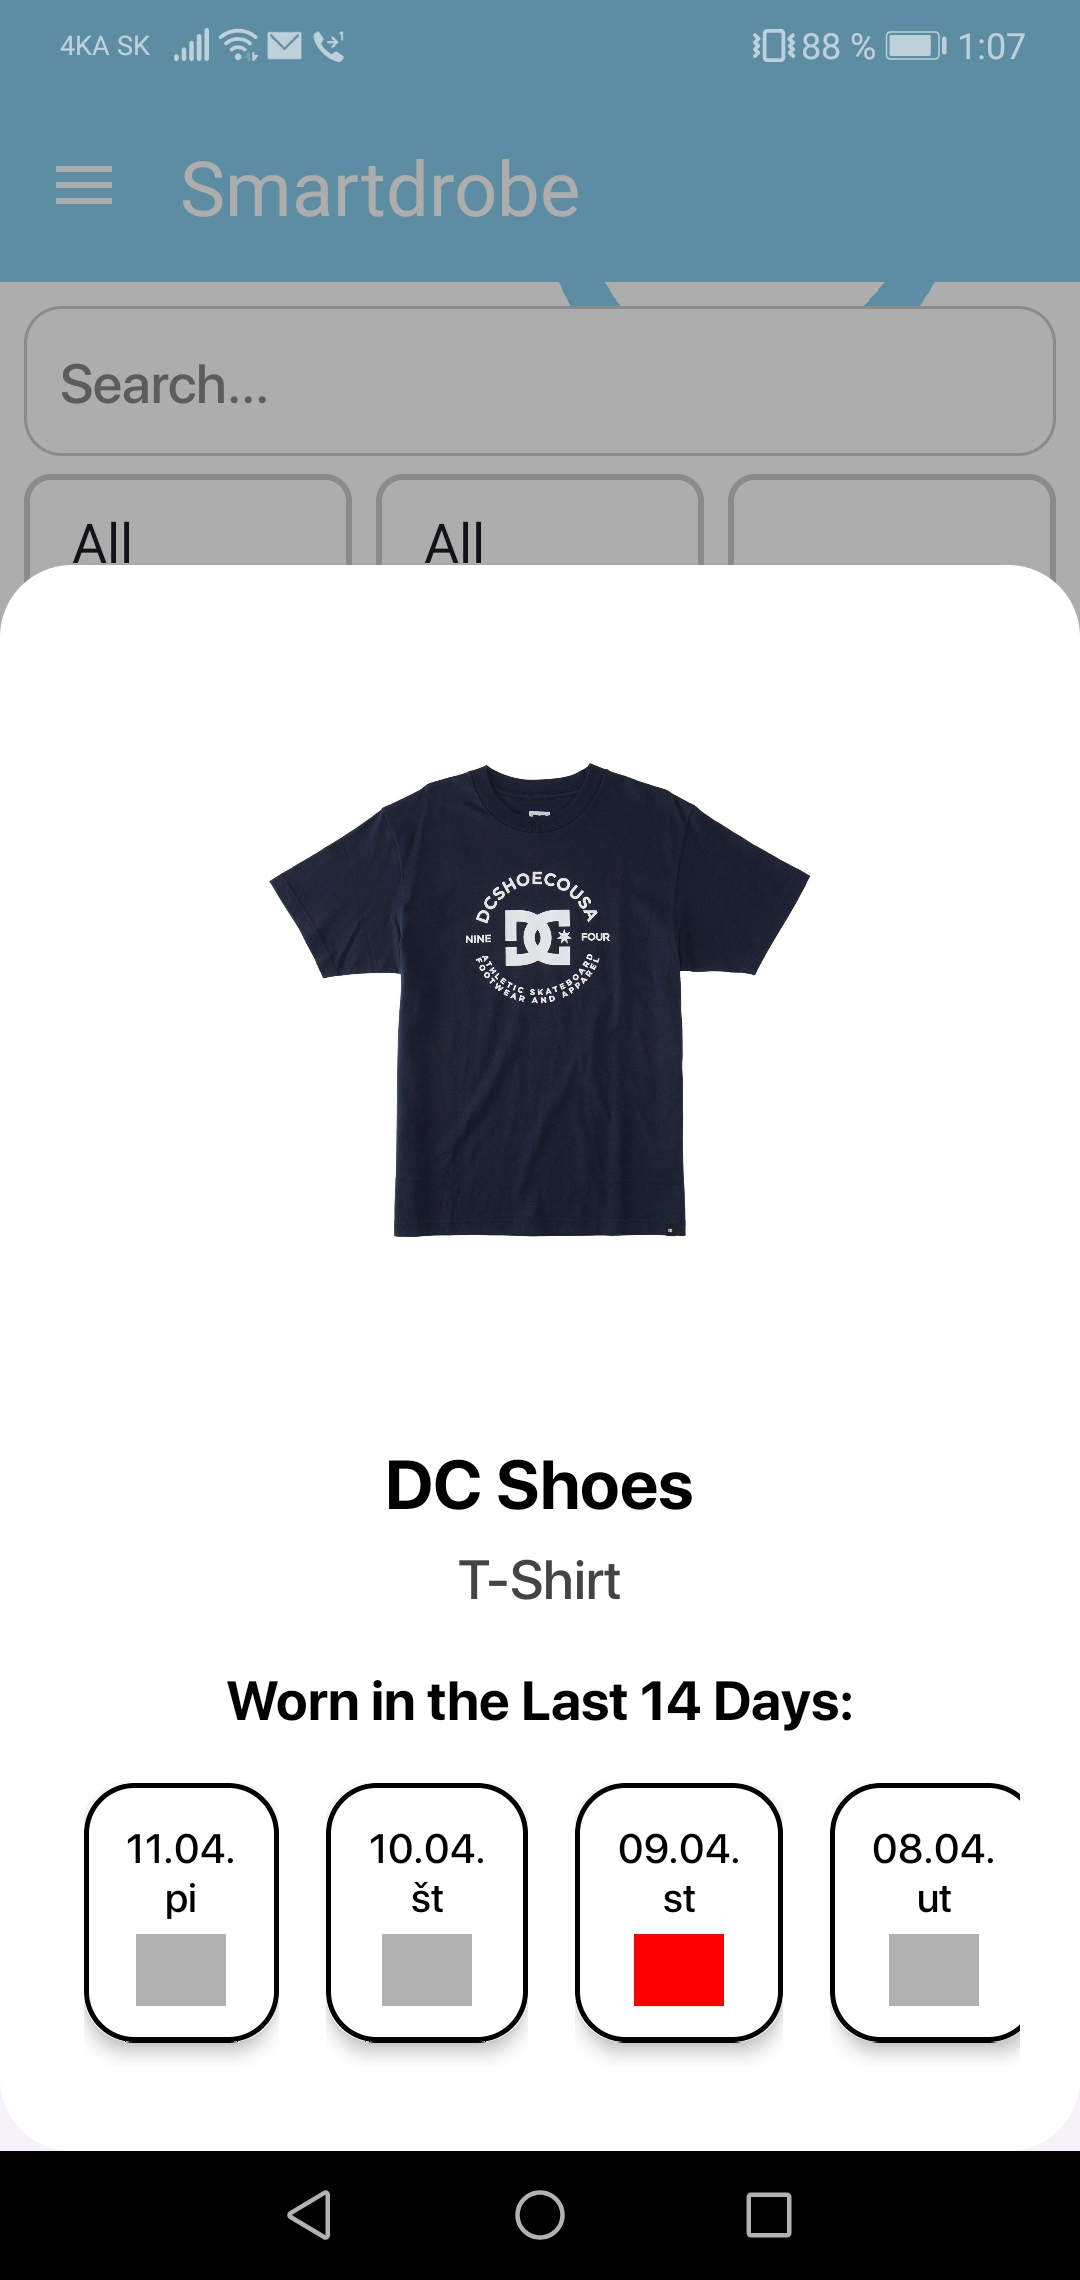 4KA SK 88 % 1:07
Smartdrobe
Search...
All All
DCSHOECOUSA
NINE DC FOUR
ATHLETIC SKATEBOARD
FOOTWEAR AND APPAREL
DC Shoes
T-Shirt
Worn in the Last 14 Days:
11.04. 10.04. 09.04. 08.04.
pi št st ut